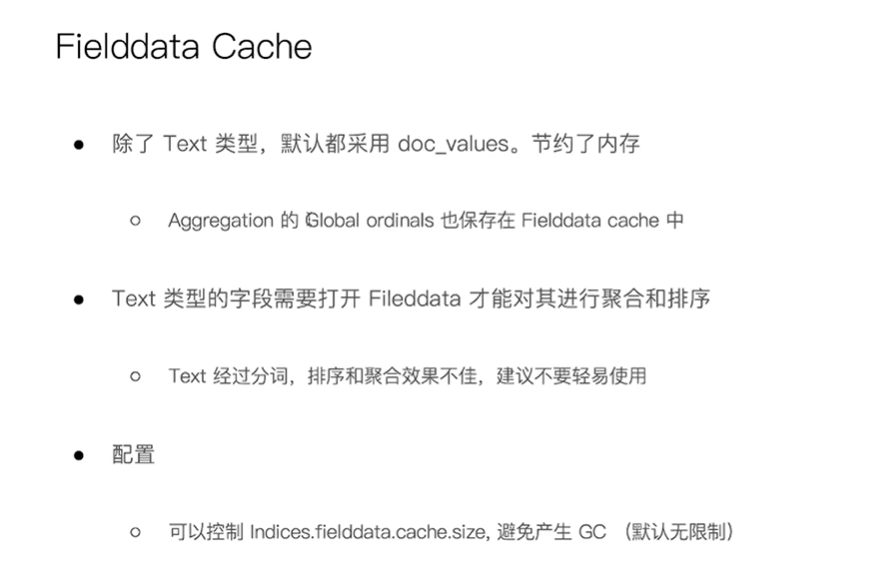 Fielddata Cache
● 除了 Text 类型，默认都采用 doc_values。节约了内存
○ Aggregation 的 Global ordinals 也保存在 Fielddata cache 中
● Text 类型的字段需要打开 Fileddata 才能对其进行聚合和排序
○ Text 经过分词，排序和聚合效果不佳，建议不要轻易使用
● 配置
○ 可以控制 Indices.fielddata.cache.size, 避免产生 GC （默认无限制）